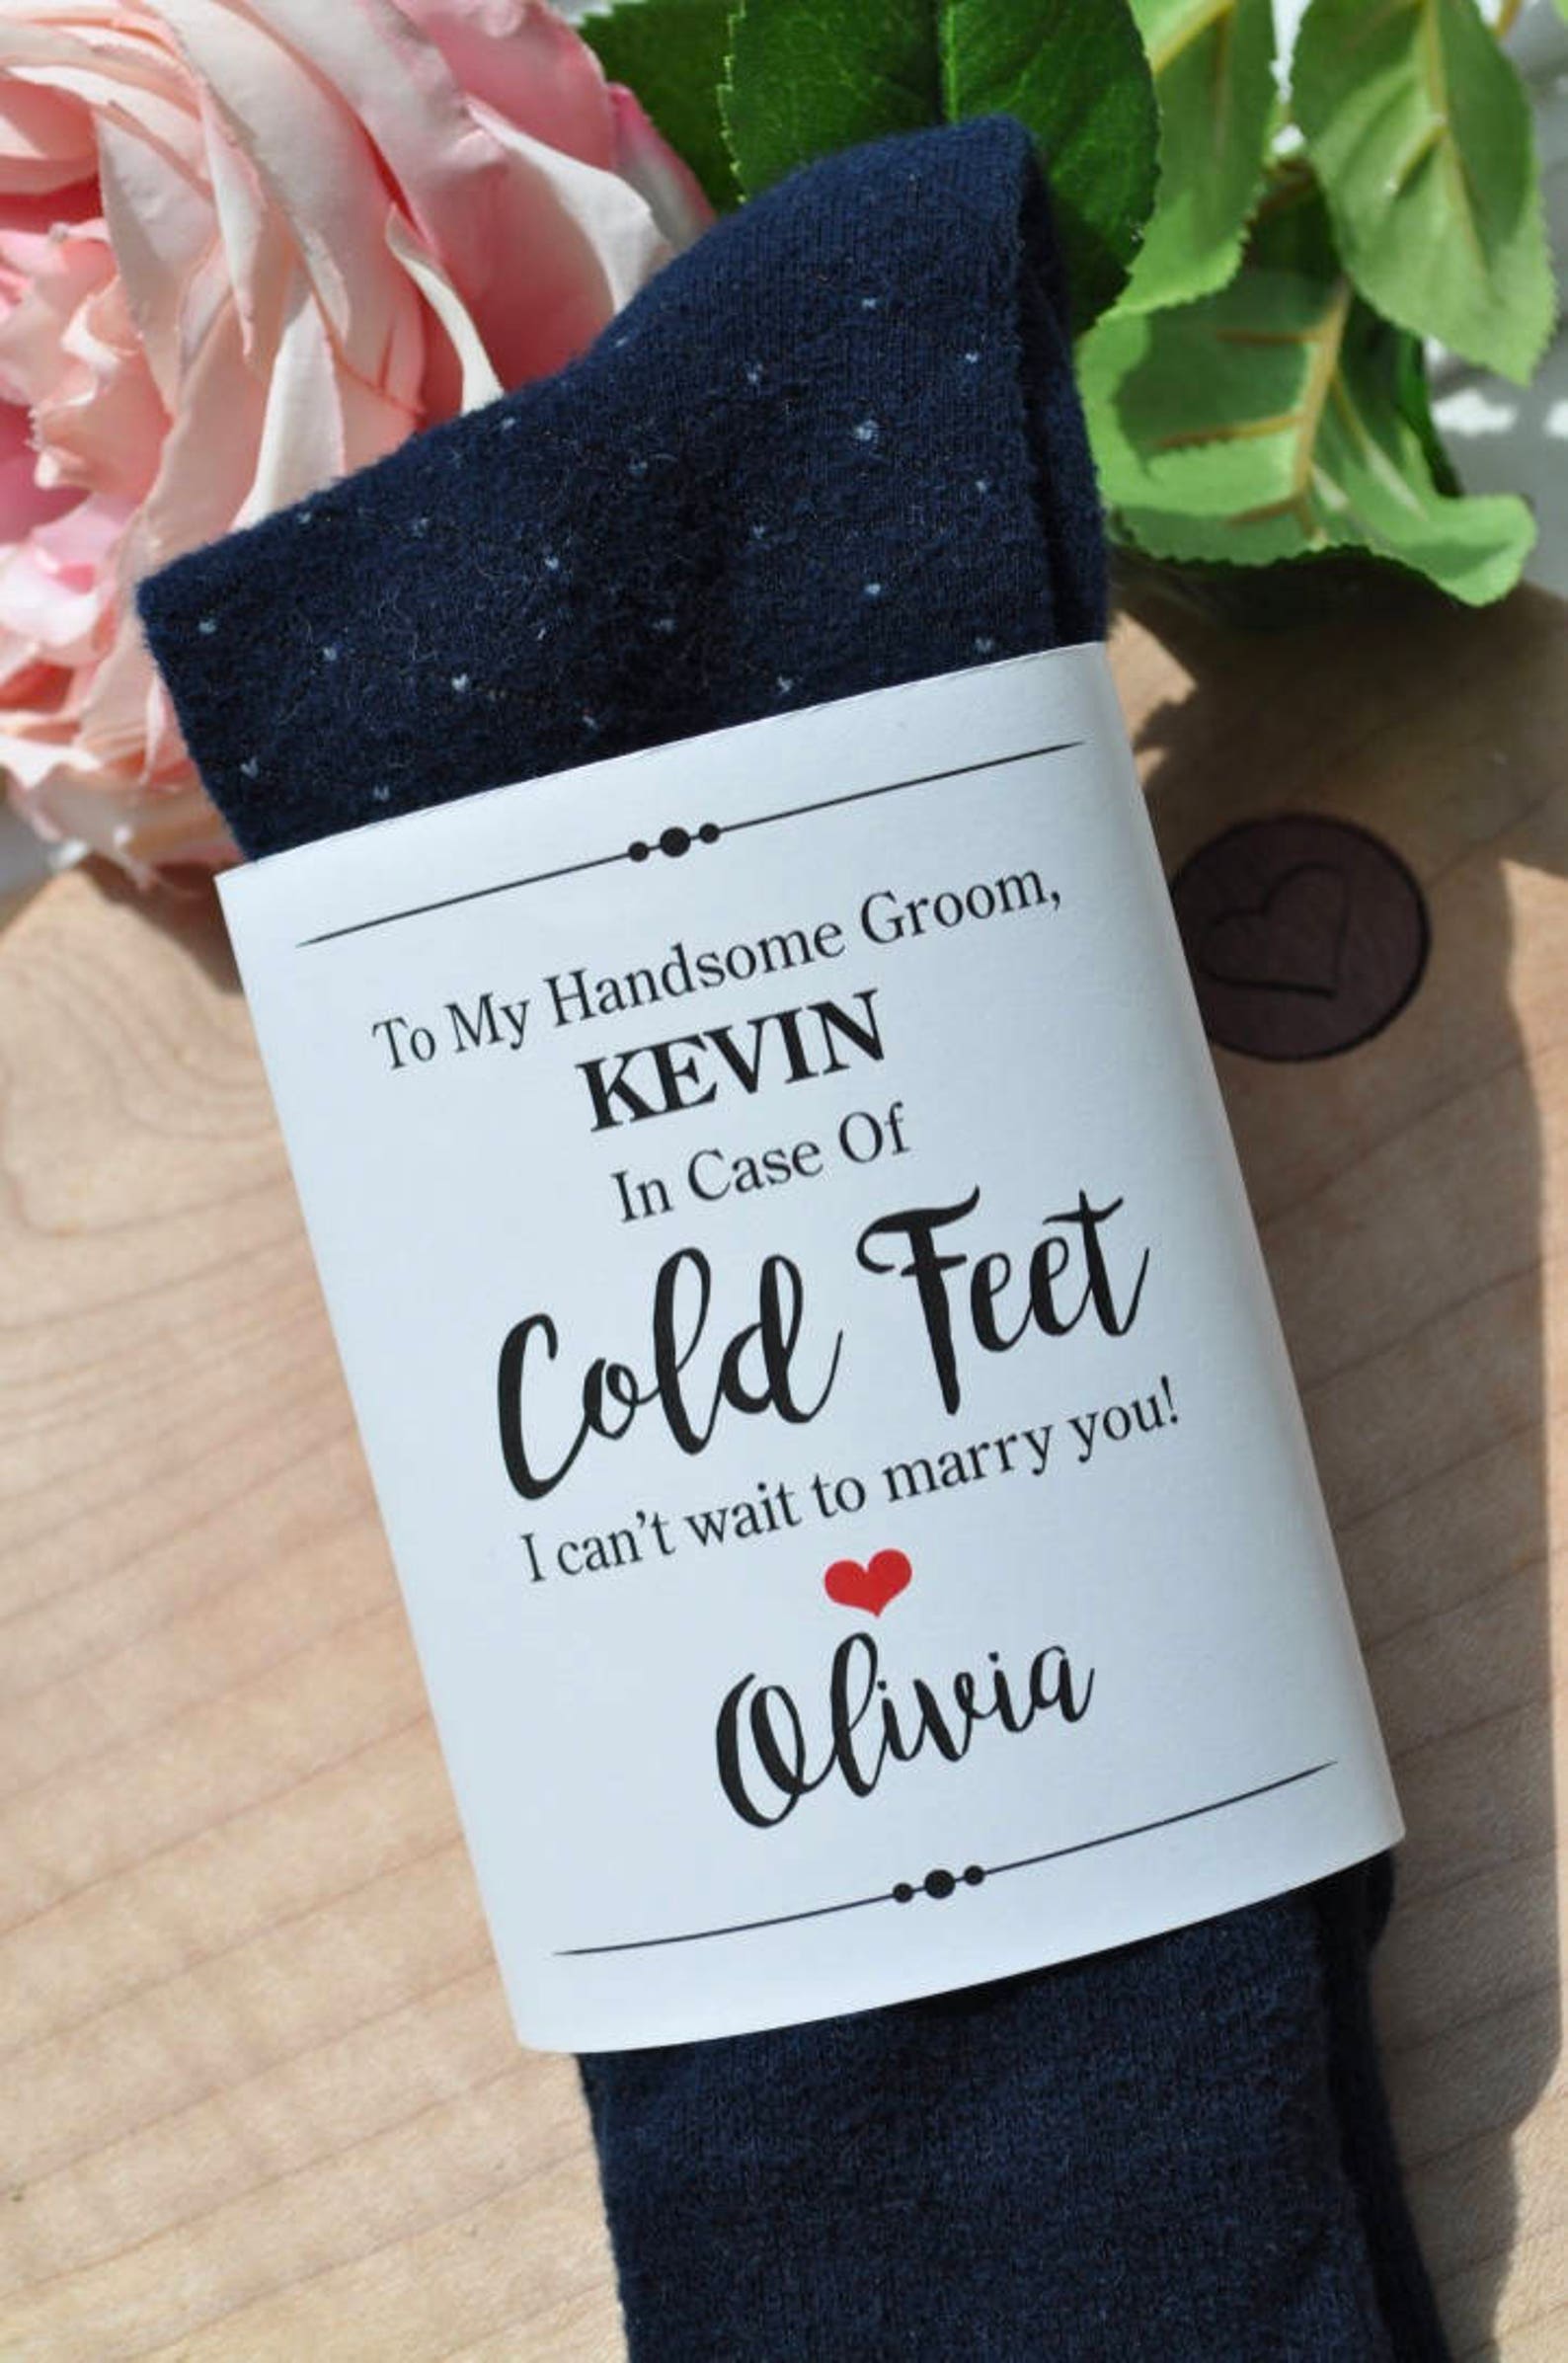 To My Handsome Groom,
KEVIN
In Case Of
Cold Feet
I can't wait to marry you!
Olivia